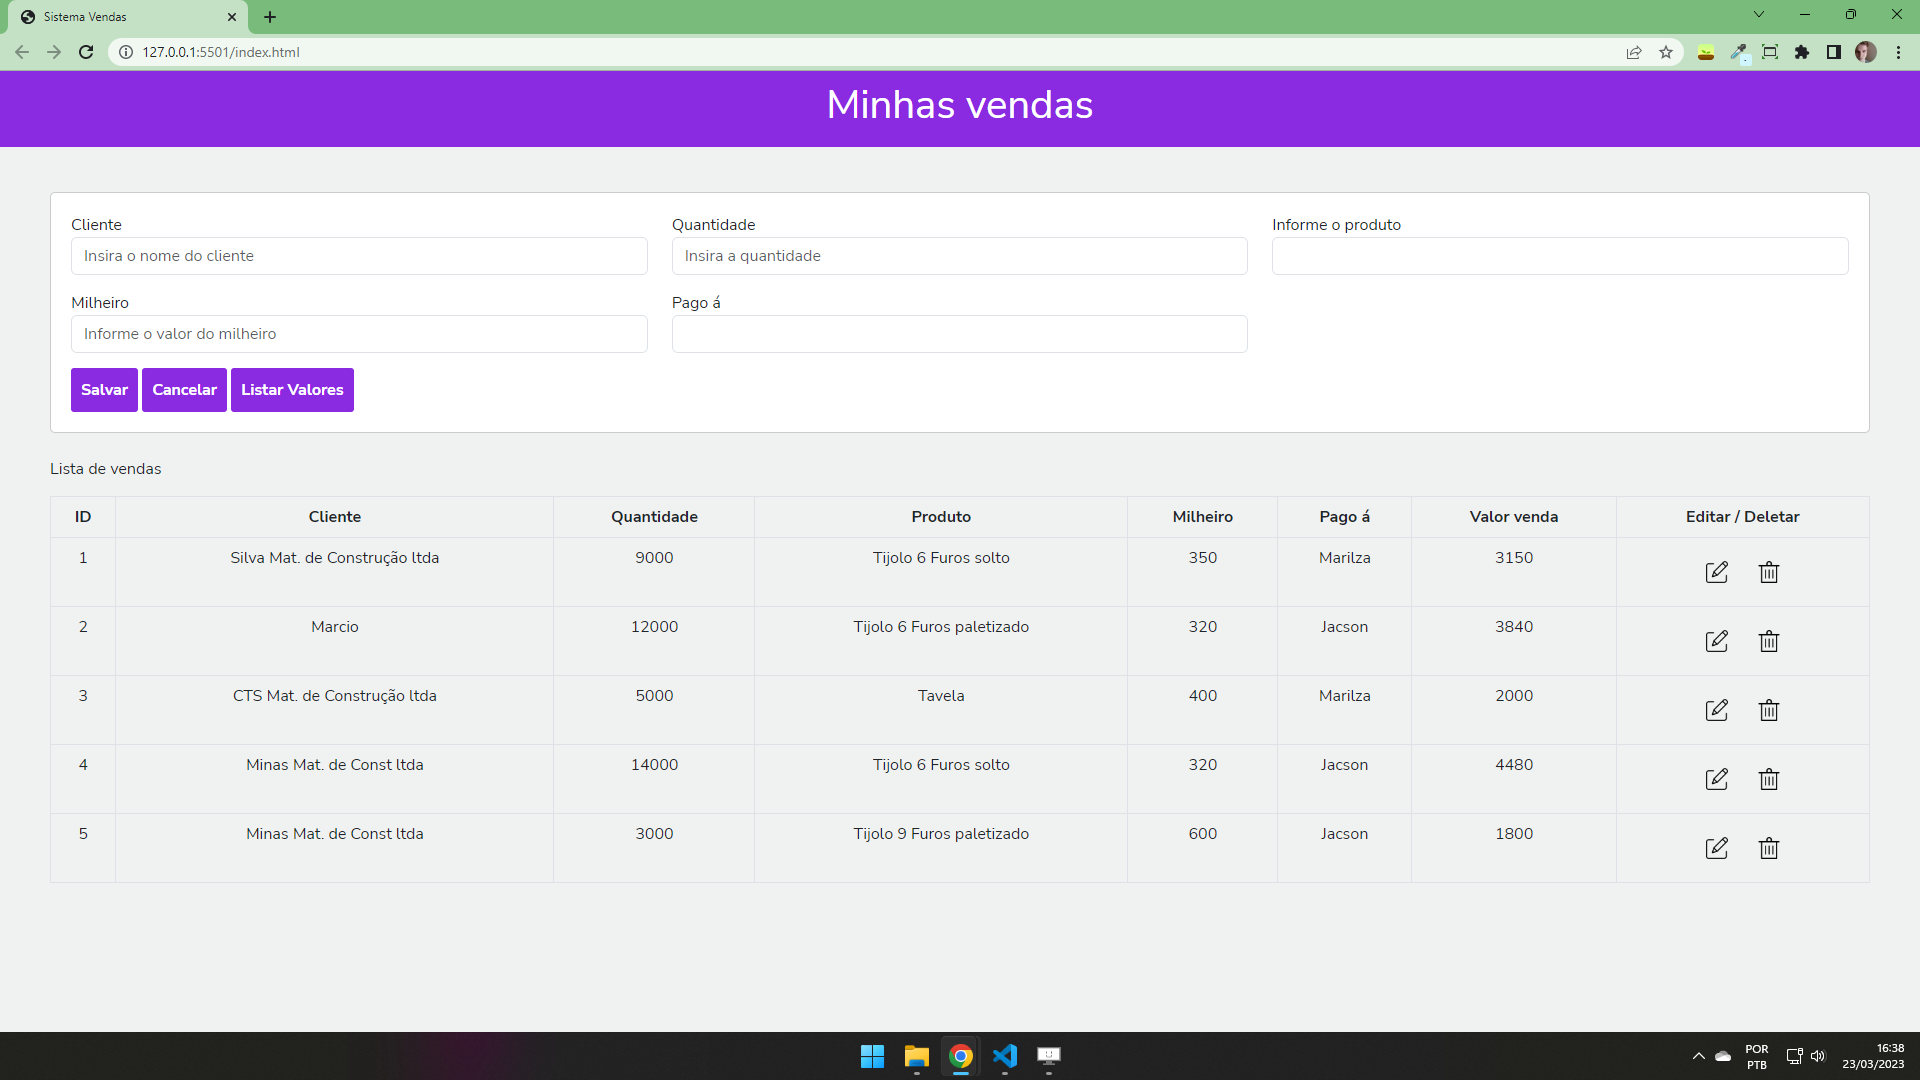 Sistema Vendas
127.0.0.1:5501/index.html
Minhas vendas
Cliente Quantidade Informe o produto
Insira o nome do cliente Insira a quantidade
Milheiro Pago á
Informe o valor do milheiro
Salvar Cancelar Listar Valores
Lista de vendas
ID Cliente Quantidade Produto Milheiro Pago á Valor venda Editar / Deletar
1 Silva Mat. de Construção ltda 9000 Tijolo 6 Furos solto 350 Marilza 3150
2 Marcio 12000 Tijolo 6 Furos paletizado 320 Jacson 3840
3 CTS Mat. de Construção ltda 5000 Tavela 400 Marilza 2000
4 Minas Mat. de Const ltda 14000 Tijolo 6 Furos solto 320 Jacson 4480
5 Minas Mat. de Const ltda 3000 Tijolo 9 Furos paletizado 600 Jacson 1800
POR 16:38
PTB 23/03/2023